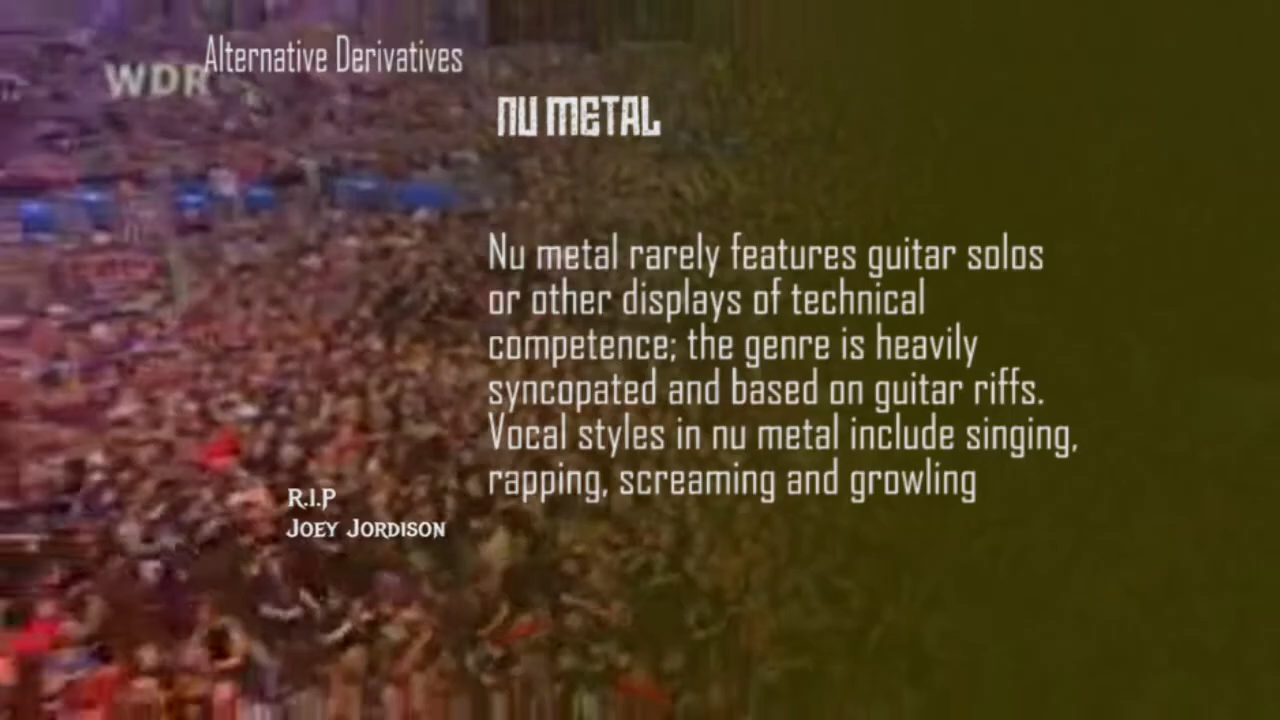 Alternative Derivatives
WDR
NU METAL
Nu metal rarely features guitar solos
or other displays of technical
competence; the genre is heavily
syncopated and based on guitar riffs.
Vocal styles in nu metal include singing,
rapping, screaming and growling
R.I.P
JOEY JORDISON